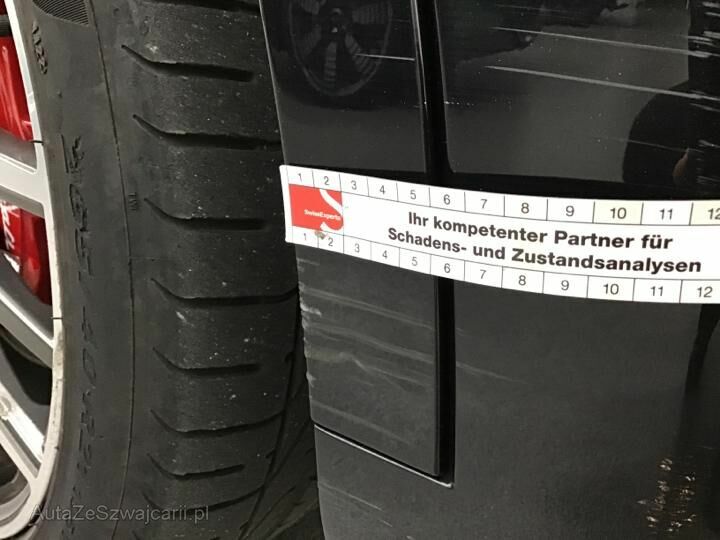 1 2 3 4 5 6 7 8 9 10 11 12
SwissExperts
Ihr kompetenter Partner für
Schadens- und Zustandsanalysen
1 2 3 4 5 6 7 8 9 10 11 12
AutaZeSzwajcarii.pl